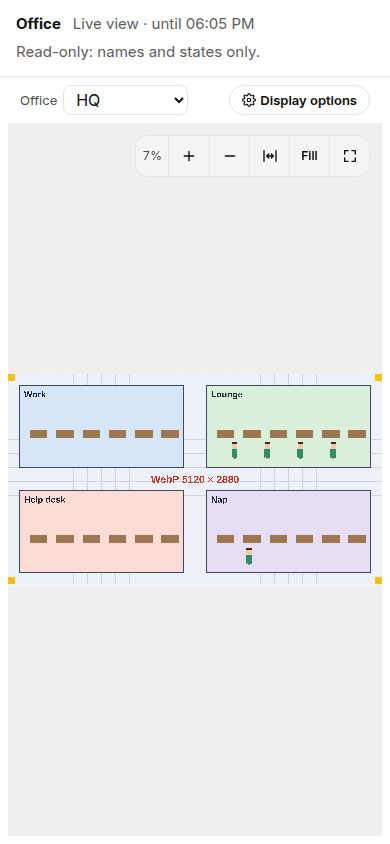 Office Live view · until 06:05 PM
Read-only: names and states only.
Office HQ Display options
7% + − Fill
Work Lounge
WebP 5120 × 2880
Help desk Nap